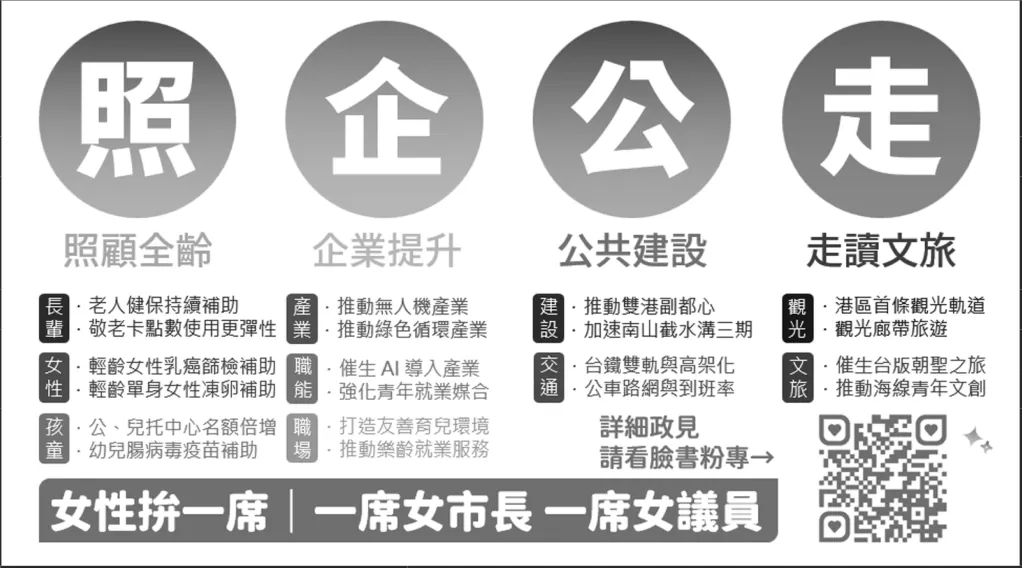 照
企
公
走
照顧全齡
企業提升
公共建設
走讀文旅
長輩
・老人健保持續補助
・敬老卡點數使用更彈性
女性
・輕齡女性乳癌篩檢補助
・輕齡單身女性凍卵補助
孩童
・公、兒托中心名額倍增
・幼兒腸病毒疫苗補助
產業
・推動無人機產業
・推動綠色循環產業
職能
・催生 AI 導入產業
・強化青年就業媒合
職場
・打造友善育兒環境
・推動樂齡就業服務
建設
・推動雙港副都心
・加速南山截水溝三期
交通
・台鐵雙軌與高架化
・公車路網與到班率
觀光
・港區首條觀光軌道
・觀光廊帶旅遊
文旅
・催生台版朝聖之旅
・推動海線青年文創
詳細政見
請看臉書粉專→
女性拚一席｜一席女市長 一席女議員